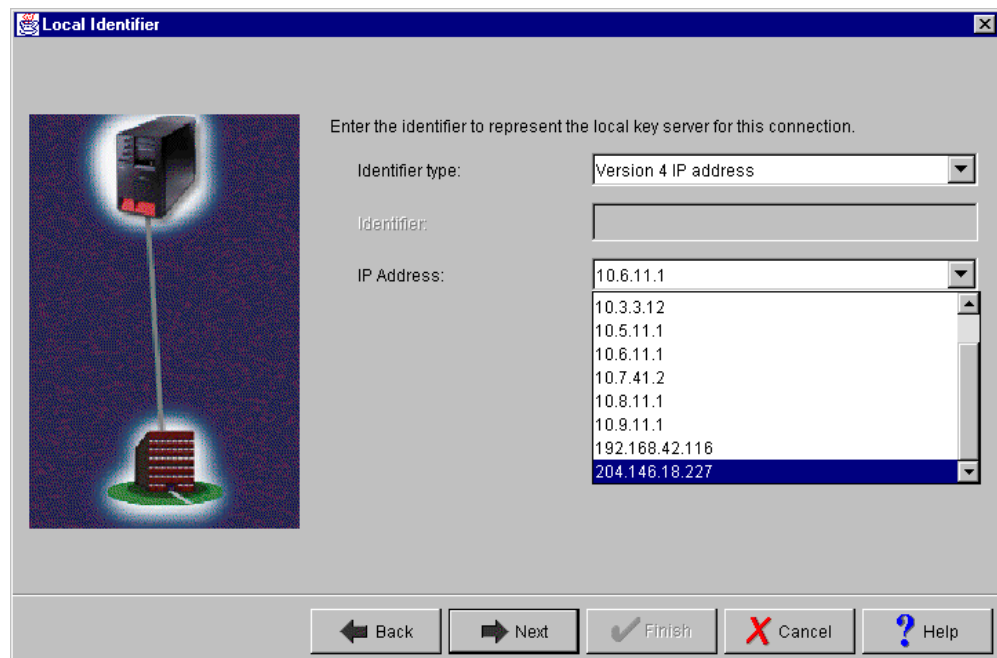 Local Identifier
Enter the identifier to represent the local key server for this connection.
Identifier type:
Version 4 IP address
Identifier:
IP Address:
10.6.11.1
10.3.3.12
10.5.11.1
10.6.11.1
10.7.41.2
10.8.11.1
10.9.11.1
192.168.42.116
204.146.18.227
Back
Next
Finish
Cancel
? Help